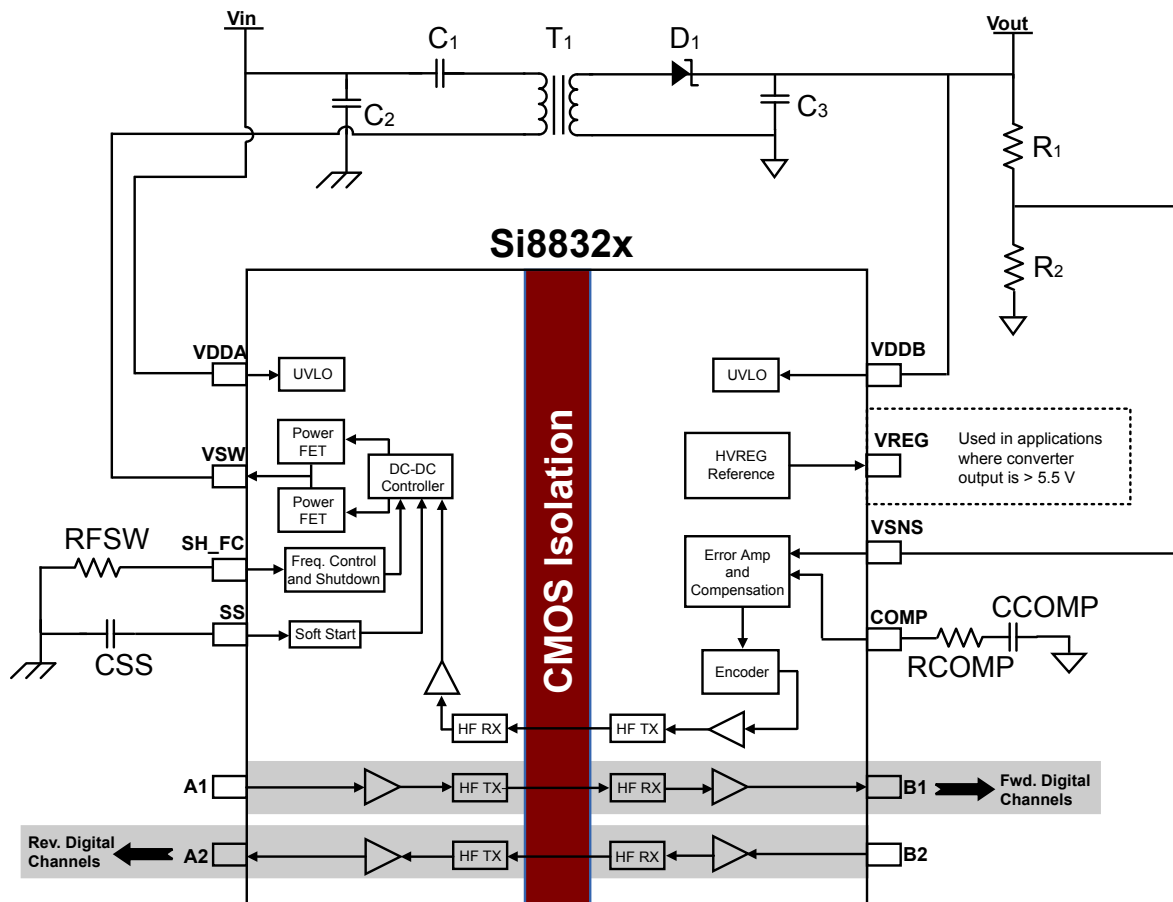 Vin
C1
T1
D1
Vout
C2
C3
R1
R2
Si8832x
CMOS Isolation
VDDA
UVLO
UVLO
VDDB
VSW
Power
FET
Power
FET
DC-DC
Controller
HVREG
Reference
VREG
Used in applications
where converter
output is > 5.5 V
RFSW
SH_FC
Freq. Control
and Shutdown
Error Amp
and
Compensation
VSNS
SS
Soft Start
CSS
COMP
CCOMP
RCOMP
Encoder
HF RX
HF TX
A1
HF TX
HF RX
B1
Fwd. Digital
Channels
Rev. Digital
Channels
A2
HF TX
HF RX
B2